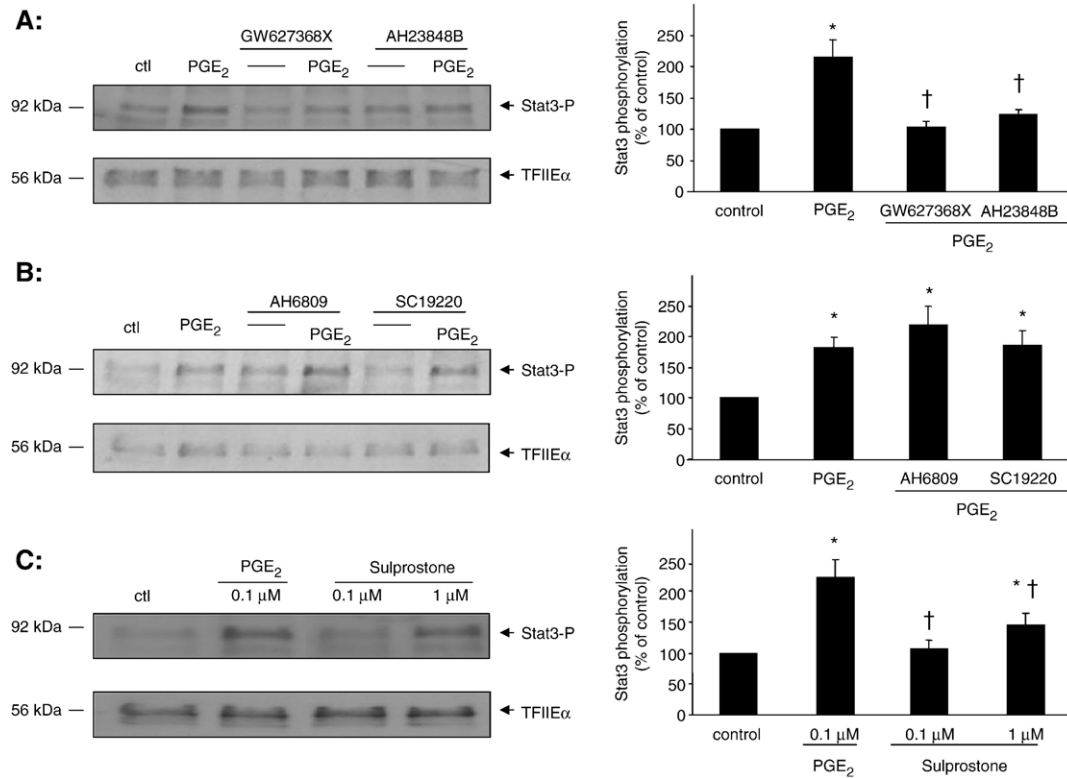 A:
GW627368X AH23848B
ctl PGE2 — PGE2 — PGE2
92 kDa — Stat3-P
56 kDa — TFIIEα
Stat3 phosphorylation
(% of control)
250
200
150
100
50
0
control PGE2 GW627368X AH23848B
PGE2
* † †
B:
AH6809 SC19220
ctl PGE2 — PGE2 — PGE2
92 kDa — Stat3-P
56 kDa — TFIIEα
Stat3 phosphorylation
(% of control)
250
200
150
100
50
0
control PGE2 AH6809 SC19220
PGE2
* * *
C:
PGE2 Sulprostone
ctl 0.1 μM 0.1 μM 1 μM
92 kDa — Stat3-P
56 kDa — TFIIEα
Stat3 phosphorylation
(% of control)
250
200
150
100
50
0
control 0.1 μM 0.1 μM 1 μM
PGE2 Sulprostone
* † * †